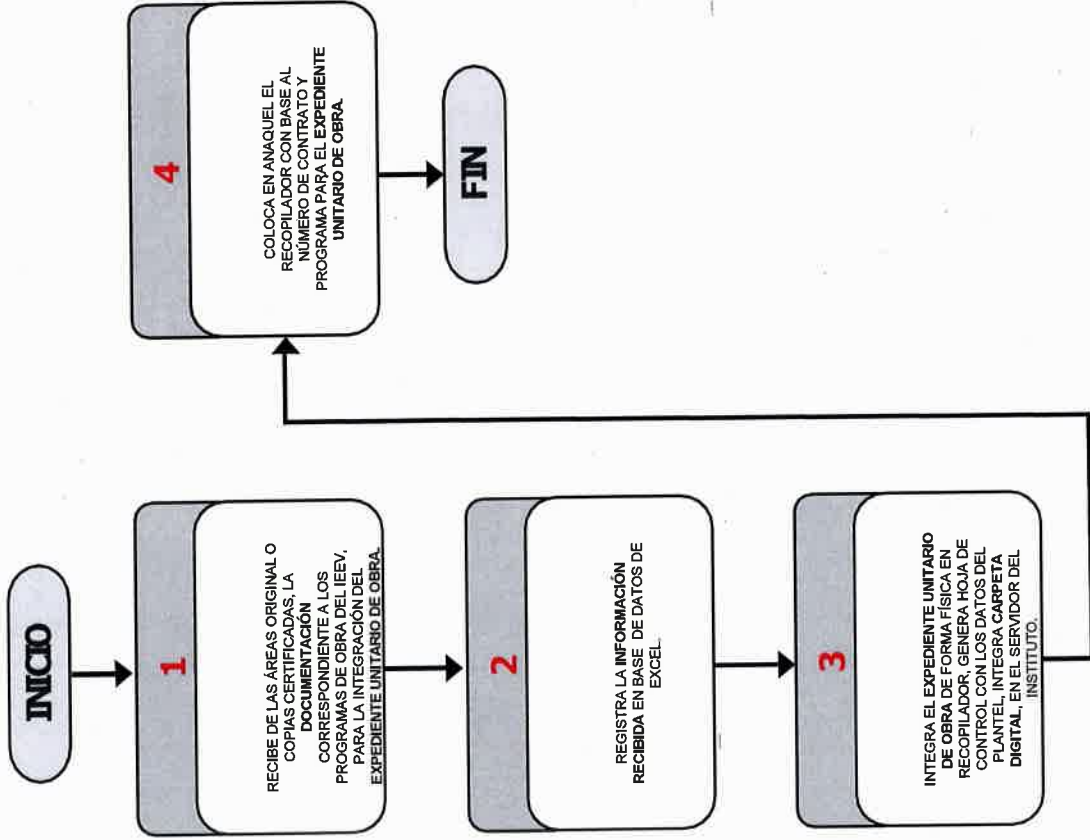 INICIO
1
RECIBE DE LAS ÁREAS ORIGINAL O
COPIAS CERTIFICADAS, LA
DOCUMENTACIÓN
CORRESPONDIENTE A LOS
PROGRAMAS DE OBRA DEL IEEV,
PARA LA INTEGRACIÓN DEL
EXPEDIENTE UNITARIO DE OBRA.
2
REGISTRA LA INFORMACIÓN
RECIBIDA EN BASE DE DATOS DE
EXCEL.
3
INTEGRA EL EXPEDIENTE UNITARIO
DE OBRA DE FORMA FÍSICA EN
RECOPILADOR, GENERA HOJA DE
CONTROL CON LOS DATOS DEL
PLANTEL, INTEGRA CARPETA
DIGITAL, EN EL SERVIDOR DEL
INSTITUTO.
4
COLOCA EN ANAQUEL EL
RECOPILADOR CON BASE AL
NÚMERO DE CONTRATO Y
PROGRAMA PARA EL EXPEDIENTE
UNITARIO DE OBRA.
FIN